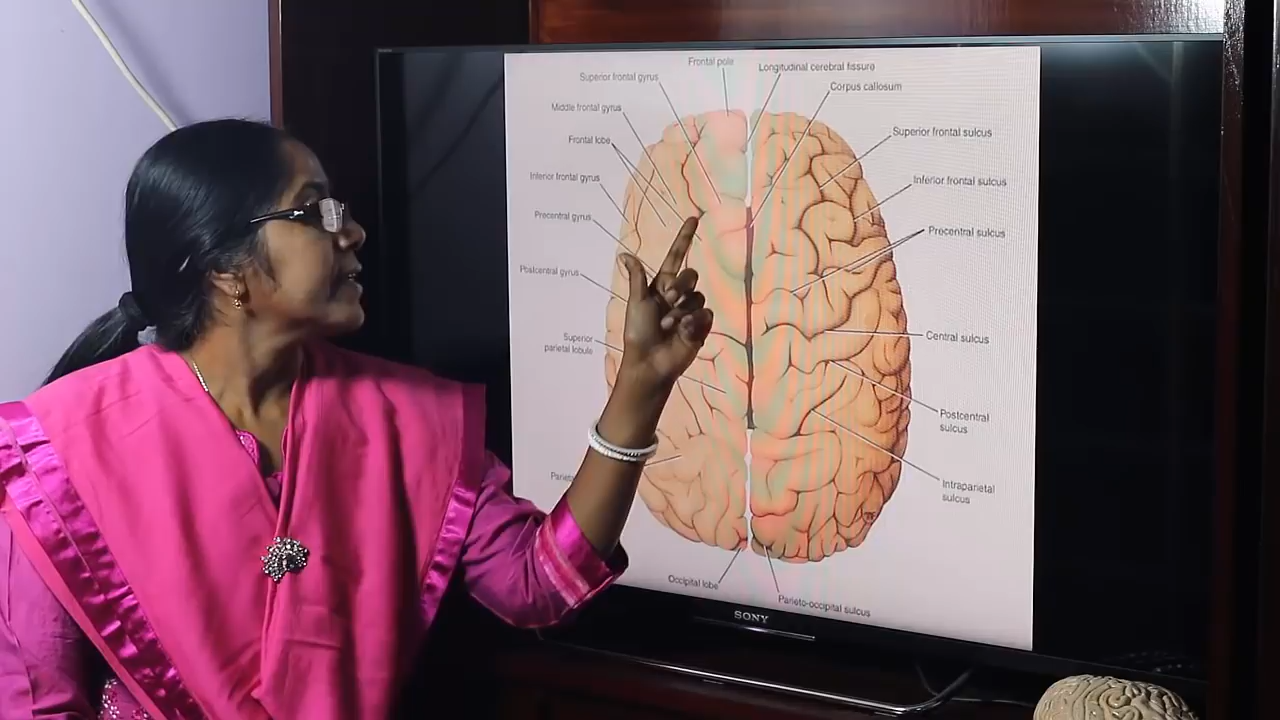 Frontal pole
Longitudinal cerebral fissure
Superior frontal gyrus
Corpus callosum
Middle frontal gyrus
Frontal lobe
Superior frontal sulcus
Inferior frontal gyrus
Inferior frontal sulcus
Precentral gyrus
Precentral sulcus
Postcentral gyrus
Superior
parietal lobule
Central sulcus
Postcentral
sulcus
Intraparietal
sulcus
Occipital lobe
Parieto-occipital sulcus
SONY